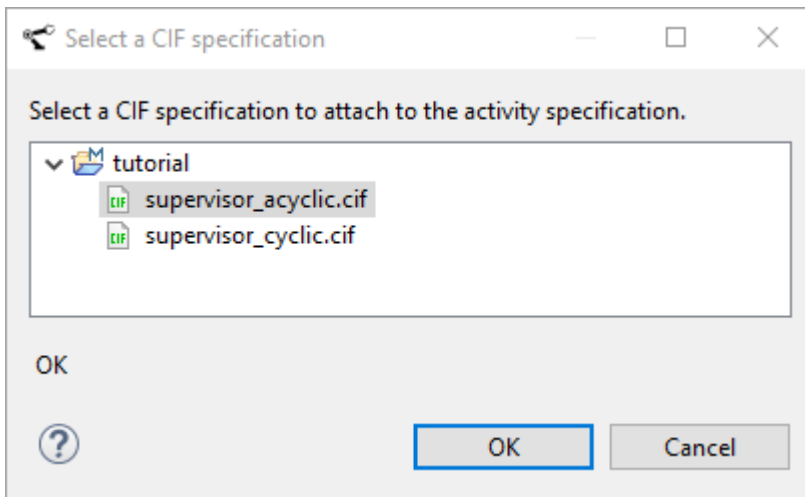 Select a CIF specification
Select a CIF specification to attach to the activity specification.
tutorial
CIF supervisor_acyclic.cif
CIF supervisor_cyclic.cif
OK
OK Cancel